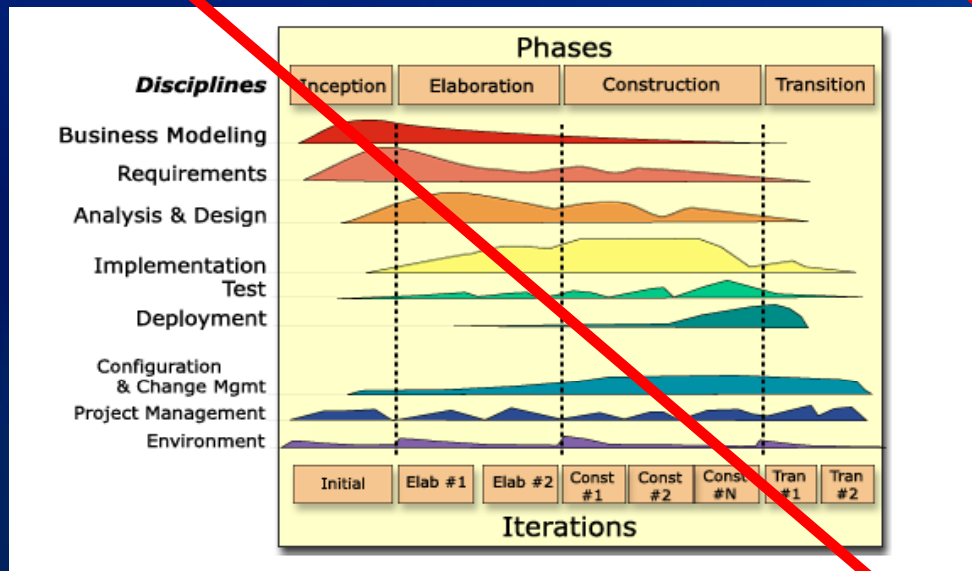 Phases
Disciplines
Inception
Elaboration
Construction
Transition
Business Modeling
Requirements
Analysis & Design
Implementation
Test
Deployment
Configuration
& Change Mgmt
Project Management
Environment
Initial
Elab #1
Elab #2
Const
#1
Const
#2
Const
#N
Tran
#1
Tran
#2
Iterations